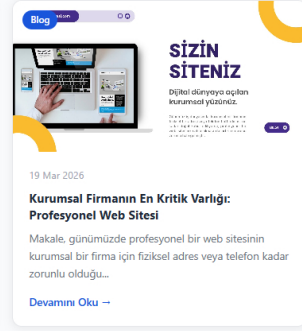 Blog
SİZİN
SİTENİZ
Dijital dünyaya açılan
kurumsal yüzünüz.
19 Mar 2026
Kurumsal Firmanın En Kritik Varlığı:
Profesyonel Web Sitesi
Makale, günümüzde profesyonel bir web sitesinin
kurumsal bir firma için fiziksel adres veya telefon kadar
zorunlu olduğu...
Devamını Oku →